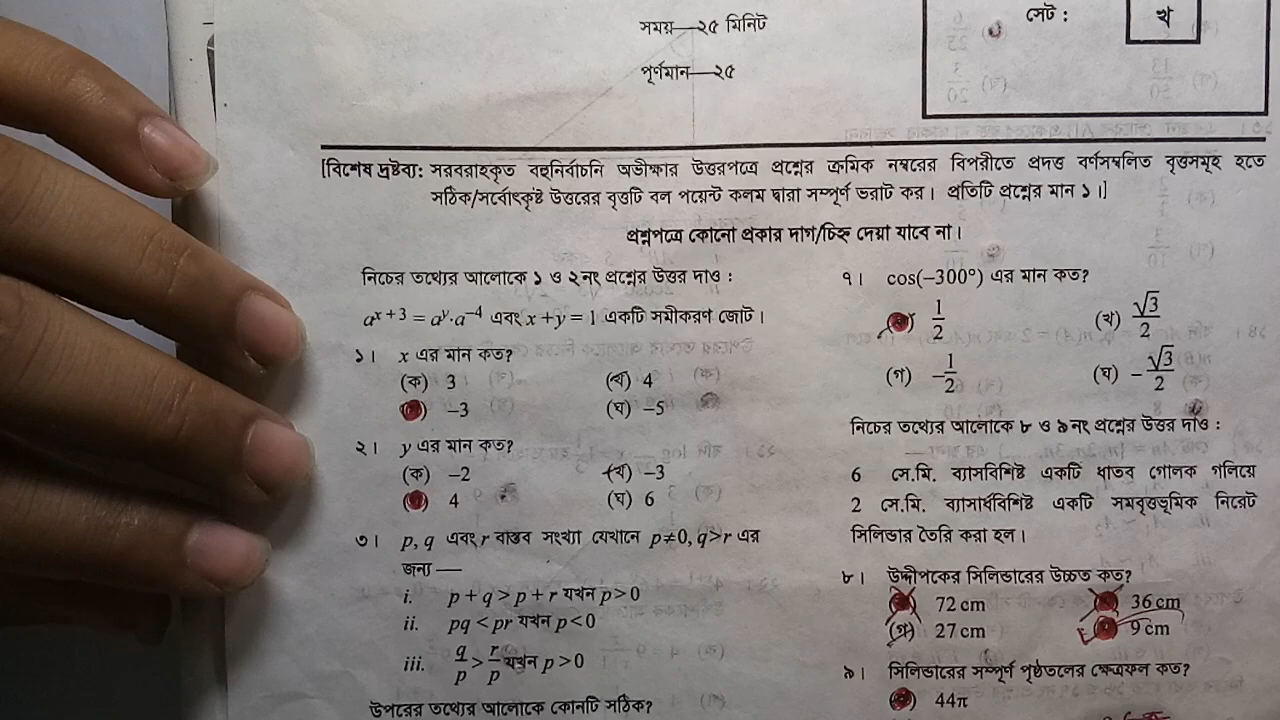 সময়—২৫ মিনিট
পূর্ণমান—২৫
সেট :
খ
[বিশেষ দ্রষ্টব্য: সরবরাহকৃত বহুনির্বাচনি অভীক্ষার উত্তরপত্রে প্রশ্নের ক্রমিক নম্বরের বিপরীতে প্রদত্ত বর্ণসম্বলিত বৃত্তসমূহ হতে
সঠিক/সর্বোৎকৃষ্ট উত্তরের বৃত্তটি বল পয়েন্ট কলম দ্বারা সম্পূর্ণ ভরাট কর। প্রতিটি প্রশ্নের মান ১।]
প্রশ্নপত্রে কোনো প্রকার দাগ/চিহ্ন দেয়া যাবে না।
নিচের তথ্যের আলোকে ১ ও ২নং প্রশ্নের উত্তর দাও :
a^{x+3} = a^{y}.a^{-4} এবং x + y = 1 একটি সমীকরণ জোট।
১। x এর মান কত?
(ক) 3 (খ) 4
−3 (ঘ) −5
২। y এর মান কত?
(ক) −2 (খ) −3
4 (ঘ) 6
৩। p, q এবং r বাস্তব সংখ্যা যেখানে p≠0, q>r এর
জন্য —
i. p + q > p + r যখন p > 0
ii. pq < pr যখন p < 0
iii. q/p > r/p যখন p > 0
উপরের তথ্যের আলোকে কোনটি সঠিক?
৭। cos(−300°) এর মান কত?
1/2 (খ) √3/2
(গ) −1/2 (ঘ) −√3/2
নিচের তথ্যের আলোকে ৮ ও ৯নং প্রশ্নের উত্তর দাও :
6 সে.মি. ব্যাসবিশিষ্ট একটি ধাতব গোলক গলিয়ে
2 সে.মি. ব্যাসার্ধবিশিষ্ট একটি সমবৃত্তভূমিক নিরেট
সিলিন্ডার তৈরি করা হল।
৮। উদ্দীপকের সিলিন্ডারের উচ্চতা কত?
72 cm 36 cm
(গ) 27 cm 9 cm
৯। সিলিন্ডারের সম্পূর্ণ পৃষ্ঠতলের ক্ষেত্রফল কত?
44π